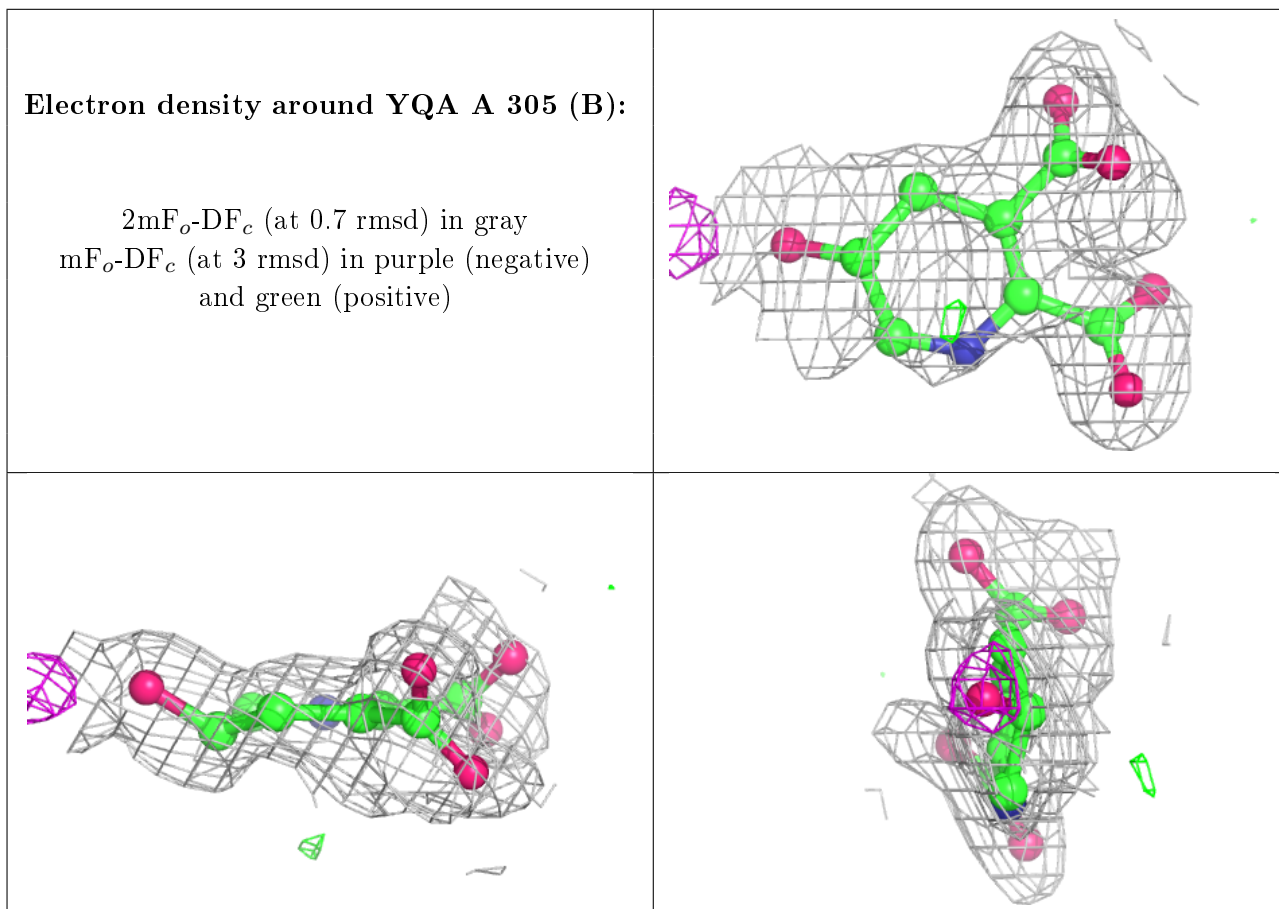 Electron density around YQA A 305 (B):
2mFo-DFc (at 0.7 rmsd) in gray
mFo-DFc (at 3 rmsd) in purple (negative)
and green (positive)